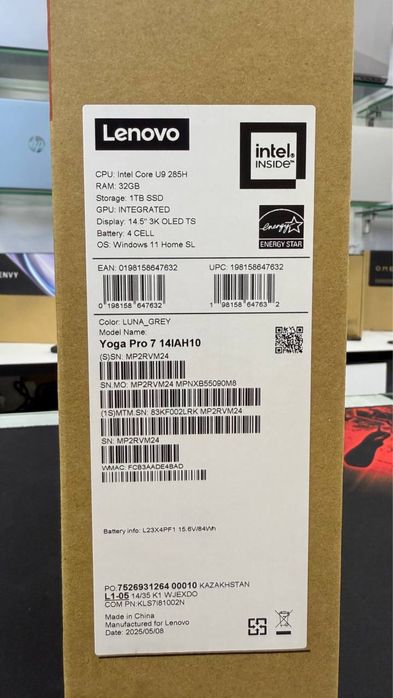 Lenovo
intel.
INSIDE™
CPU: Intel Core U9 285H
RAM: 32GB
Storage: 1TB SSD
GPU: INTEGRATED
Display: 14.5" 3K OLED TS
Battery: 4 CELL
OS: Windows 11 Home SL
energy
ENERGY STAR
EAN: 0198158647632
UPC: 198158647632
0 198158 647632
1 98158 64763 2
Color: LUNA_GREY
Model Name:
Yoga Pro 7 14IAH10
(S)SN: MP2RVM24
SN.MO: MP2RVM24 MPNXB55090M8
(1S)MTM.SN: 83KF002LRK MP2RVM24
SN: MP2RVM24
WMAC: FCB3AADE4BAD
Battery info: L23X4PF1 15.6V/84Wh
PO:7526931264 00010 KAZAKHSTAN
L1-05 14/35 K1 WJEXDO
COM PN:KLS7I81002N
Made in China
Manufactured for Lenovo
Date: 2025/05/08
hp
ENVY